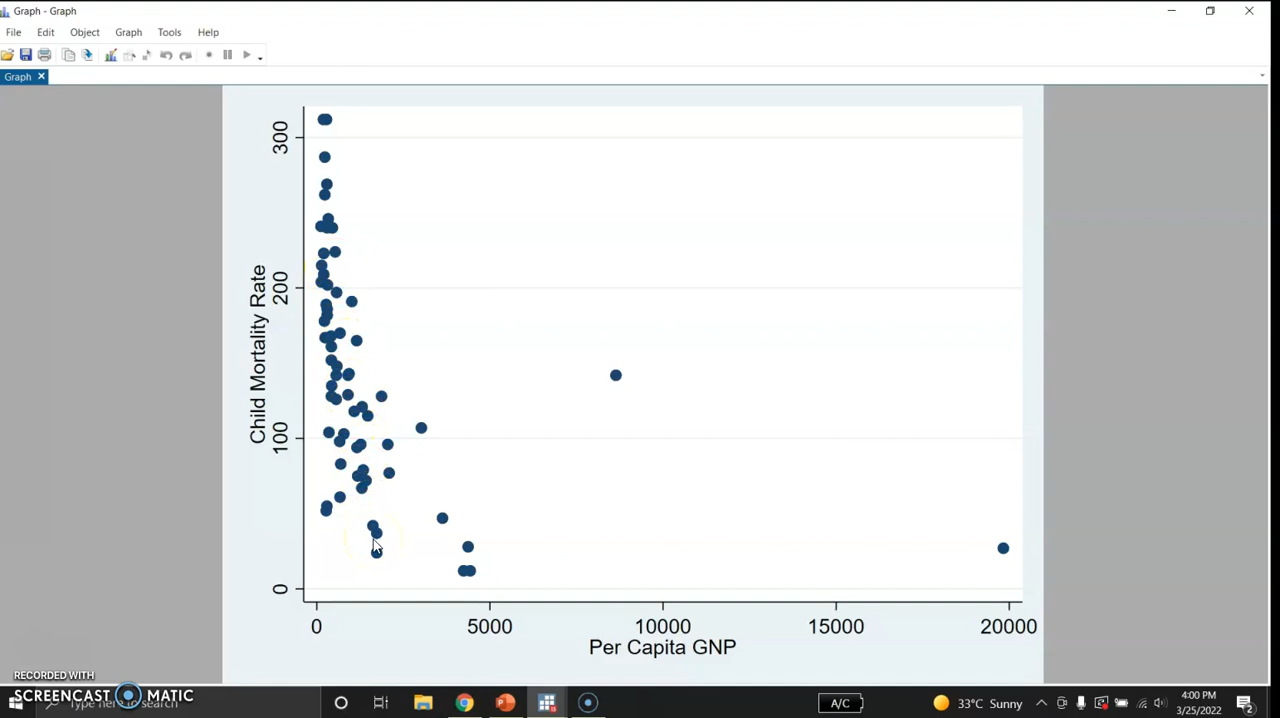 Graph - Graph
File Edit Object Graph Tools Help
Graph
300
200
100
0
Child Mortality Rate
0 5000 10000 15000 20000
Per Capita GNP
RECORDED WITH
SCREENCAST MATIC
Type here to search
A/C
33°C Sunny
4:00 PM
3/25/2022
2